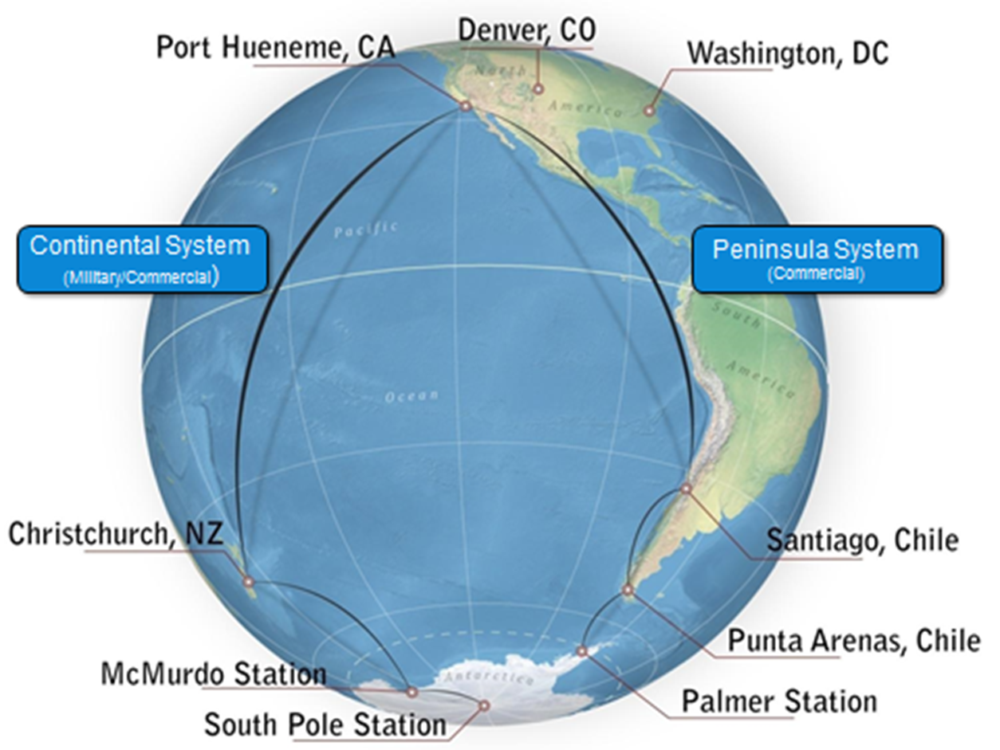 Denver, CO
Port Hueneme, CA
Washington, DC
North
America
Pacific
Continental System
(Military/Commercial)
Peninsula System
(Commercial)
South
America
Ocean
Christchurch, NZ
Santiago, Chile
Punta Arenas, Chile
McMurdo Station
Antarctica
Palmer Station
South Pole Station